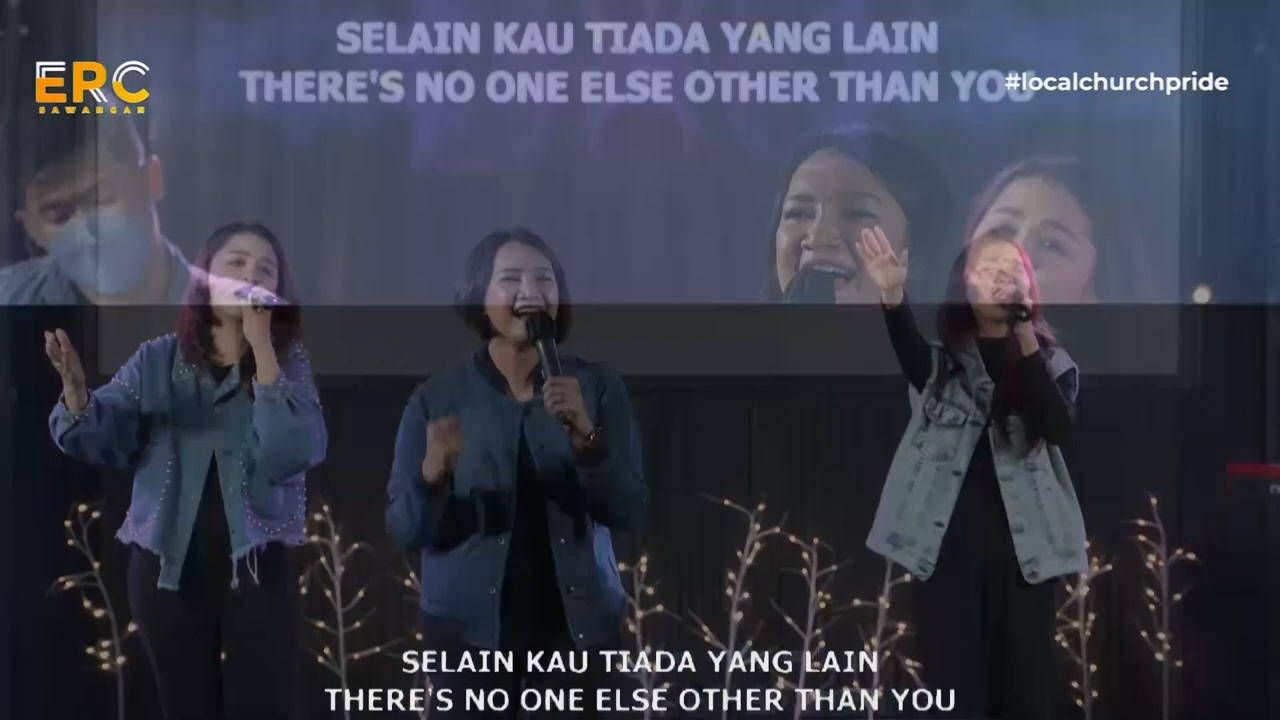 SELAIN KAU TIADA YANG LAIN
THERE'S NO ONE ELSE OTHER THAN YOU
ERC
SAWANGAN
#localchurchpride
SELAIN KAU TIADA YANG LAIN
THERE'S NO ONE ELSE OTHER THAN YOU